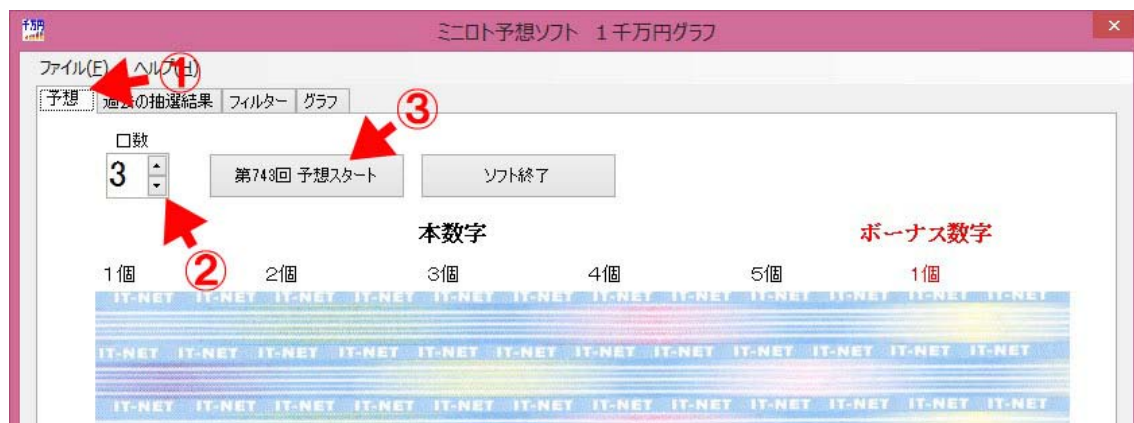 千万円
ミニロト予想ソフト 1千万円グラフ
ファイル(F) ヘルプ(H)
①
予想 過去の抽選結果 フィルター グラフ
③
口数
3 第743回 予想スタート ソフト終了
本数字 ボーナス数字
②
1個 2個 3個 4個 5個 1個
IT-NET IT-NET IT-NET IT-NET IT-NET IT-NET IT-NET IT-NET IT-NET IT-NET IT-NET IT-NET
IT-NET IT-NET IT-NET IT-NET IT-NET IT-NET IT-NET IT-NET IT-NET IT-NET IT-NET IT-NET
IT-NET IT-NET IT-NET IT-NET IT-NET IT-NET IT-NET IT-NET IT-NET IT-NET IT-NET IT-NET